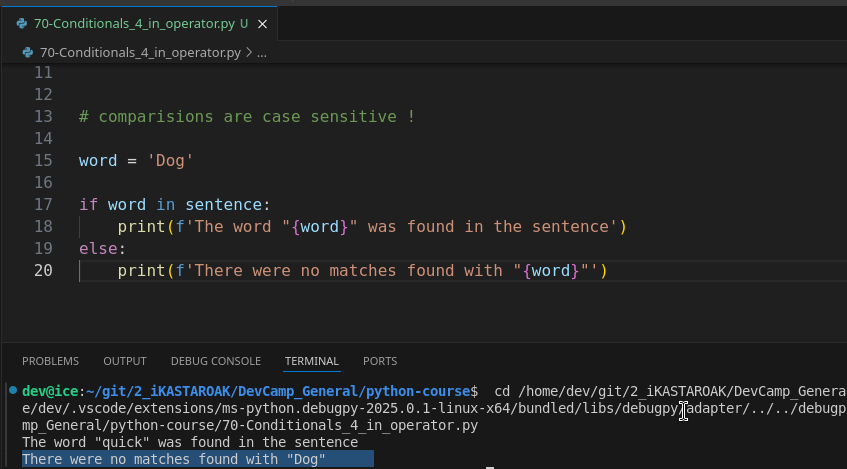 70-Conditionals_4_in_operator.py U
70-Conditionals_4_in_operator.py > ...
11
12
13 # comparisions are case sensitive !
14
15 word = 'Dog'
16
17 if word in sentence:
18     print(f'The word "{word}" was found in the sentence')
19 else:
20     print(f'There were no matches found with "{word}"')
PROBLEMS OUTPUT DEBUG CONSOLE TERMINAL PORTS
dev@ice:~/git/2_iKASTAROAK/DevCamp_General/python-course$  cd /home/dev/git/2_iKASTAROAK/DevCamp_Genera
e/dev/.vscode/extensions/ms-python.debugpy-2025.0.1-linux-x64/bundled/libs/debugpy/adapter/../../debugp
mp_General/python-course/70-Conditionals_4_in_operator.py
The word "quick" was found in the sentence
There were no matches found with "Dog"